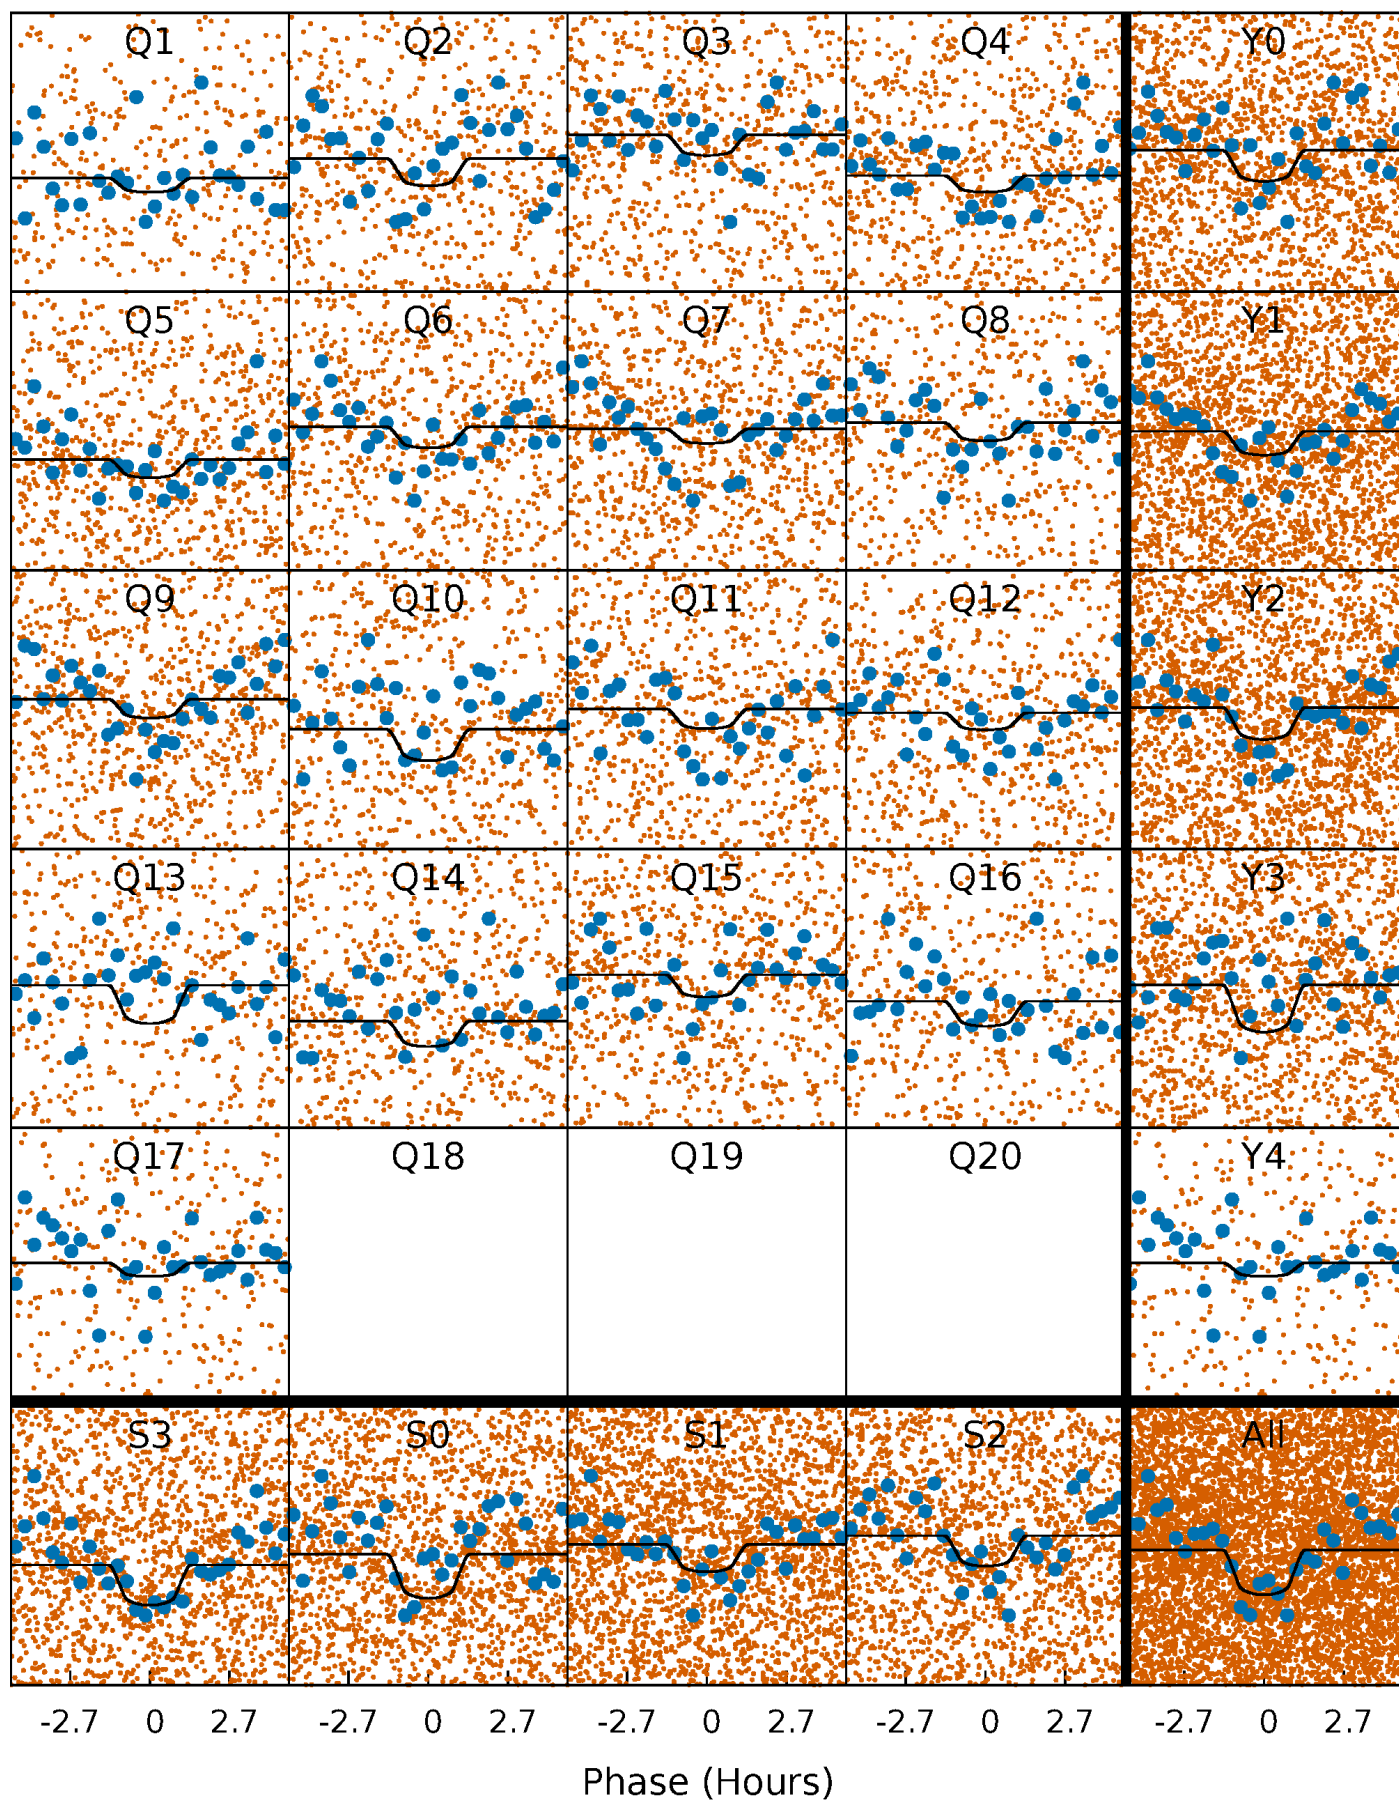 Q1 Q2 Q3 Q4 Y0
Q5 Q6 Q7 Q8 Y1
Q9 Q10 Q11 Q12 Y2
Q13 Q14 Q15 Q16 Y3
Q17 Q18 Q19 Q20 Y4
S3 S0 S1 S2 All
-2.7 0 2.7 -2.7 0 2.7 -2.7 0 2.7 -2.7 0 2.7 -2.7 0 2.7
Phase (Hours)